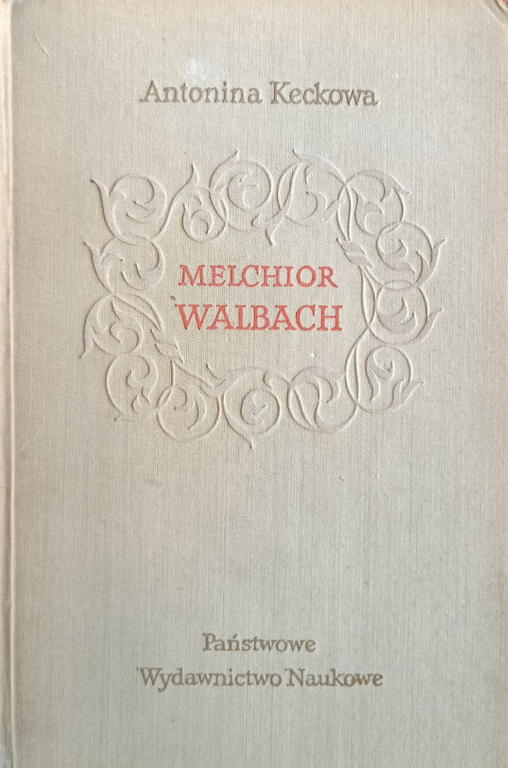 Antonina Keckowa
MELCHIOR
WALBACH
Państwowe
Wydawnictwo Naukowe